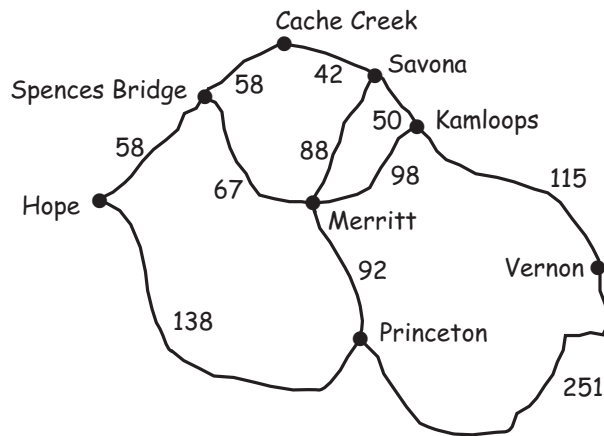 Cache Creek
58
42
Savona
Spences Bridge
50
Kamloops
58
88
98
67
115
Hope
Merritt
92
Vernon
138
Princeton
251